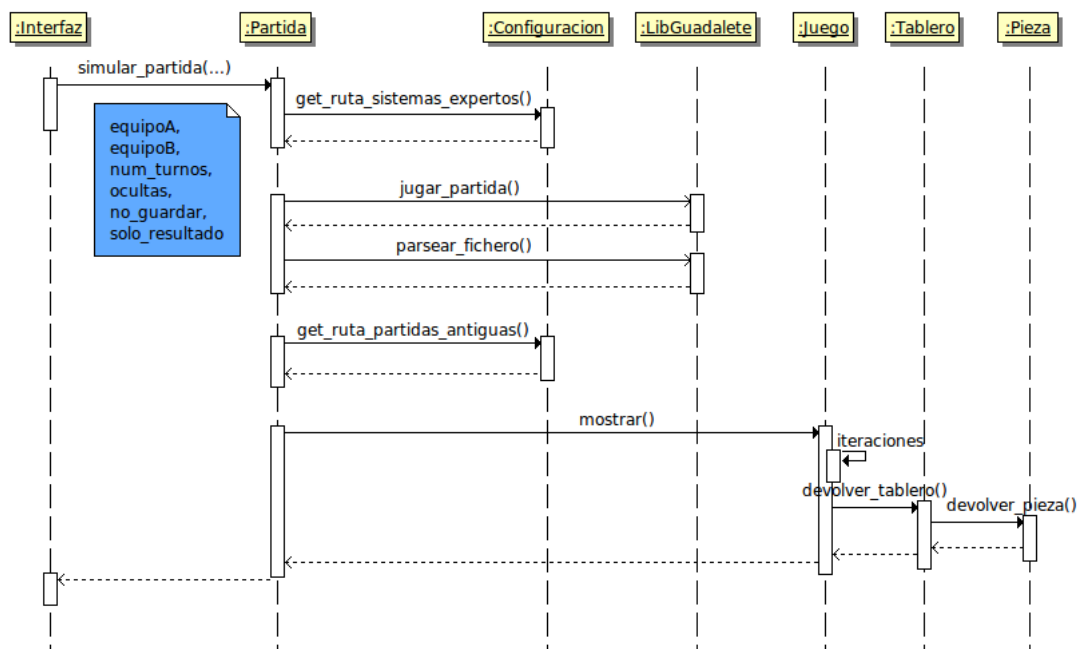 :Interfaz :Partida :Configuracion :LibGuadalete :Juego :Tablero :Pieza
simular_partida(...)
get_ruta_sistemas_expertos()
equipoA,
equipoB,
num_turnos,
ocultas,
no_guardar,
solo_resultado
jugar_partida()
parsear_fichero()
get_ruta_partidas_antiguas()
mostrar()
iteraciones
devolver_tablero()
devolver_pieza()